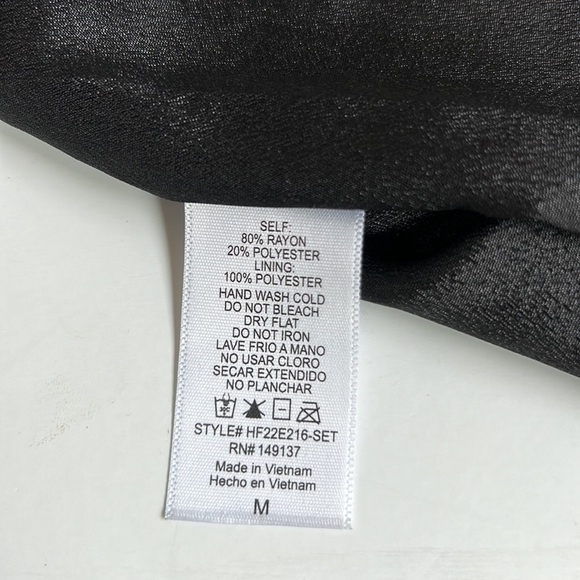 SELF:
80% RAYON
20% POLYESTER
LINING:
100% POLYESTER
HAND WASH COLD
DO NOT BLEACH
DRY FLAT
DO NOT IRON
LAVE FRIO A MANO
NO USAR CLORO
SECAR EXTENDIDO
NO PLANCHAR
STYLE# HF22E216-SET
RN# 149137
Made in Vietnam
Hecho en Vietnam
M